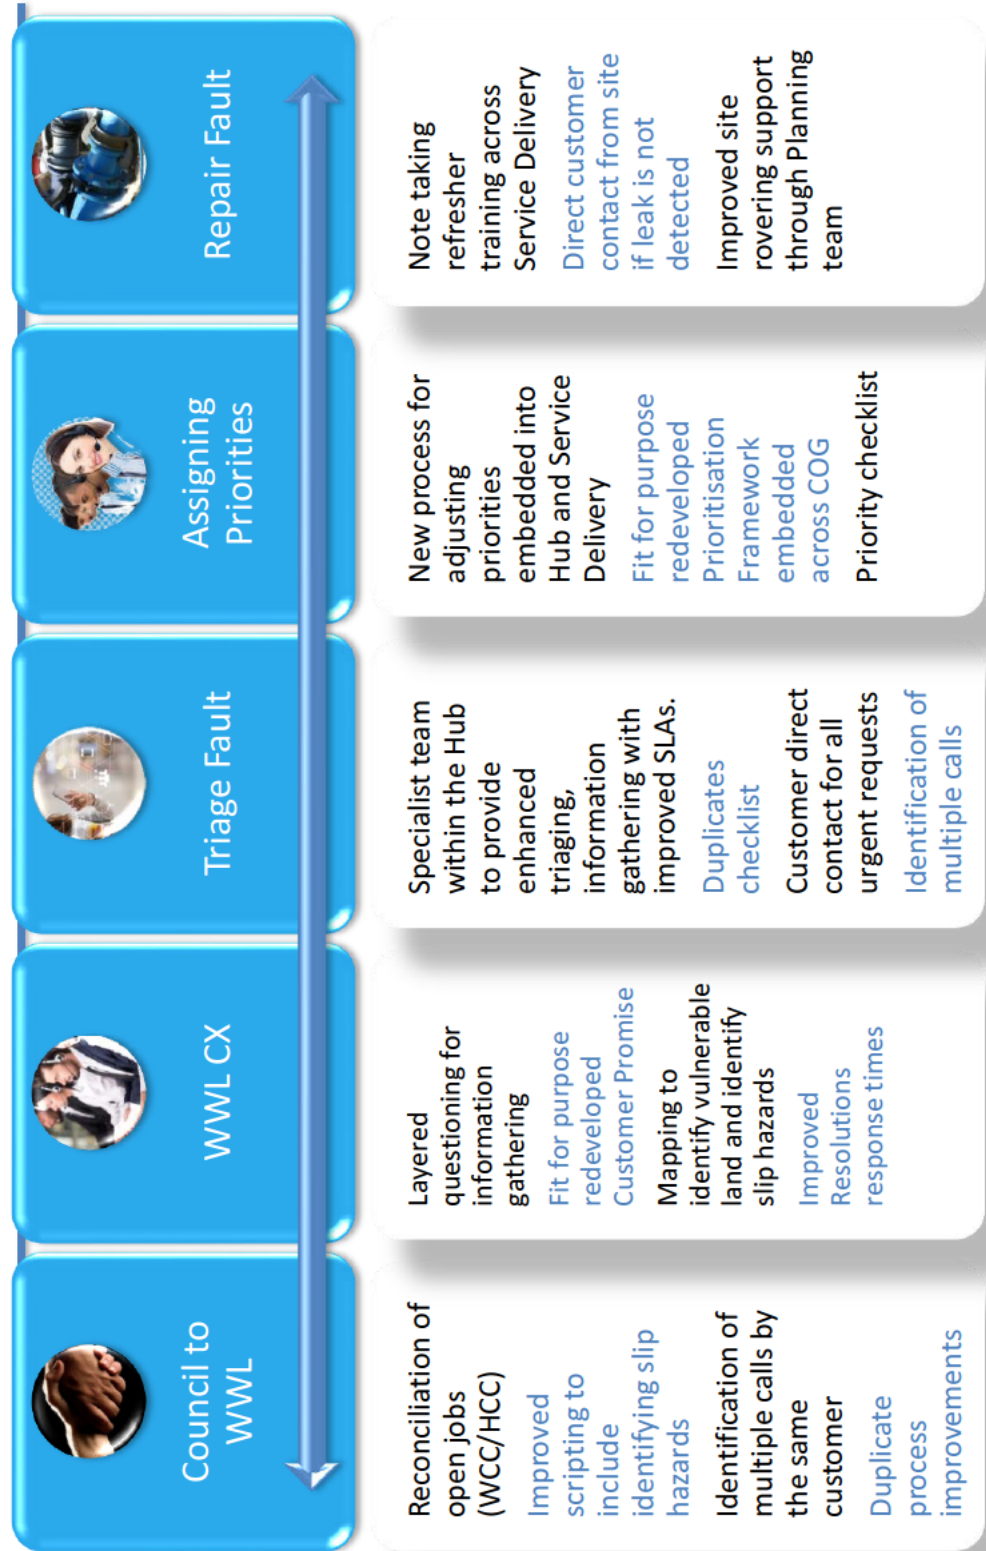 Council to
WWL
WWL CX
Triage Fault
Assigning
Priorities
Repair Fault
Reconciliation of
open jobs
(WCC/HCC)
Improved
scripting to
include
identifying slip
hazards
Identification of
multiple calls by
the same
customer
Duplicate
process
improvements
Layered
questioning for
information
gathering
Fit for purpose
redeveloped
Customer Promise
Mapping to
identify vulnerable
land and identify
slip hazards
Improved
Resolutions
response times
Specialist team
within the Hub
to provide
enhanced
triaging,
information
gathering with
improved SLAs.
Duplicates
checklist
Customer direct
contact for all
urgent requests
Identification of
multiple calls
New process for
adjusting
priorities
embedded into
Hub and Service
Delivery
Fit for purpose
redeveloped
Prioritisation
Framework
embedded
across COG
Priority checklist
Note taking
refresher
training across
Service Delivery
Direct customer
contact from site
if leak is not
detected
Improved site
rovering support
through Planning
team